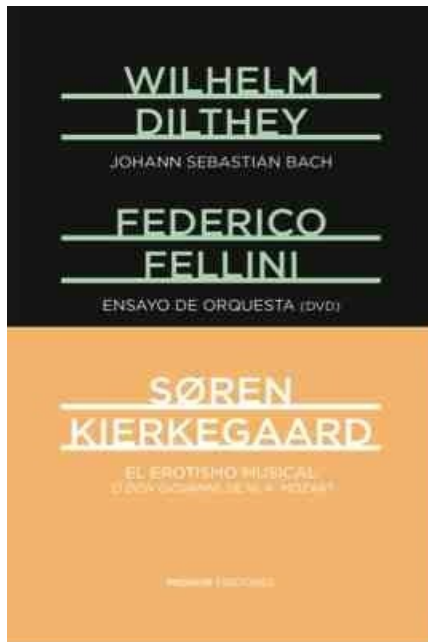 WILHELM
DILTHEY
JOHANN SEBASTIAN BACH
FEDERICO
FELLINI
ENSAYO DE ORQUESTA (DVD)
SØREN
KIERKEGAARD
EL EROTISMO MUSICAL
O DON GIOVANNI, DE W. A. MOZART
EDICIONES